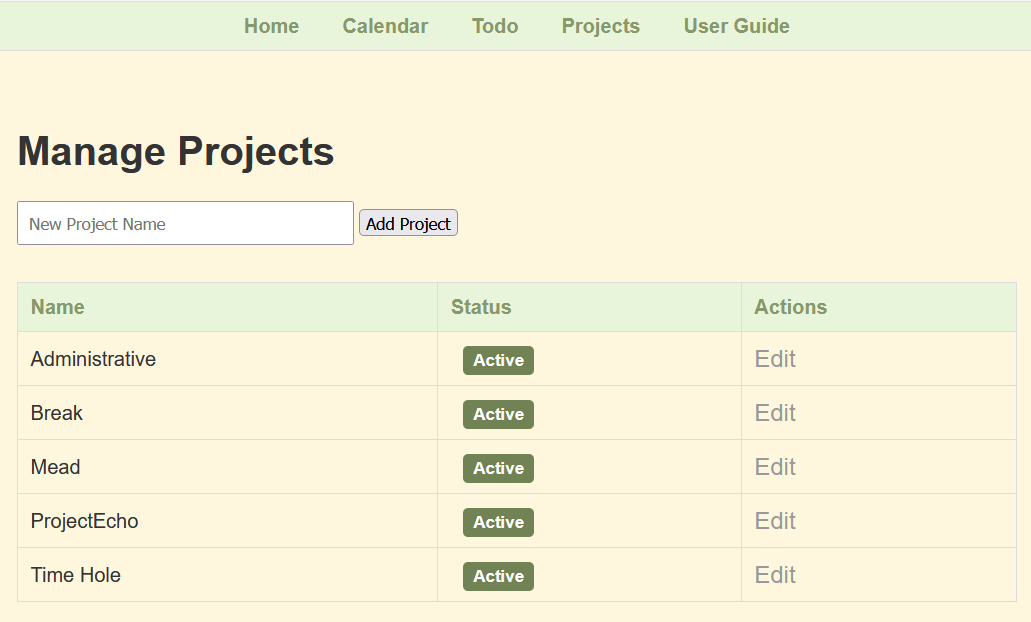 Home Calendar Todo Projects User Guide
Manage Projects
New Project Name Add Project
Name Status Actions
Administrative Active Edit
Break Active Edit
Mead Active Edit
ProjectEcho Active Edit
Time Hole Active Edit